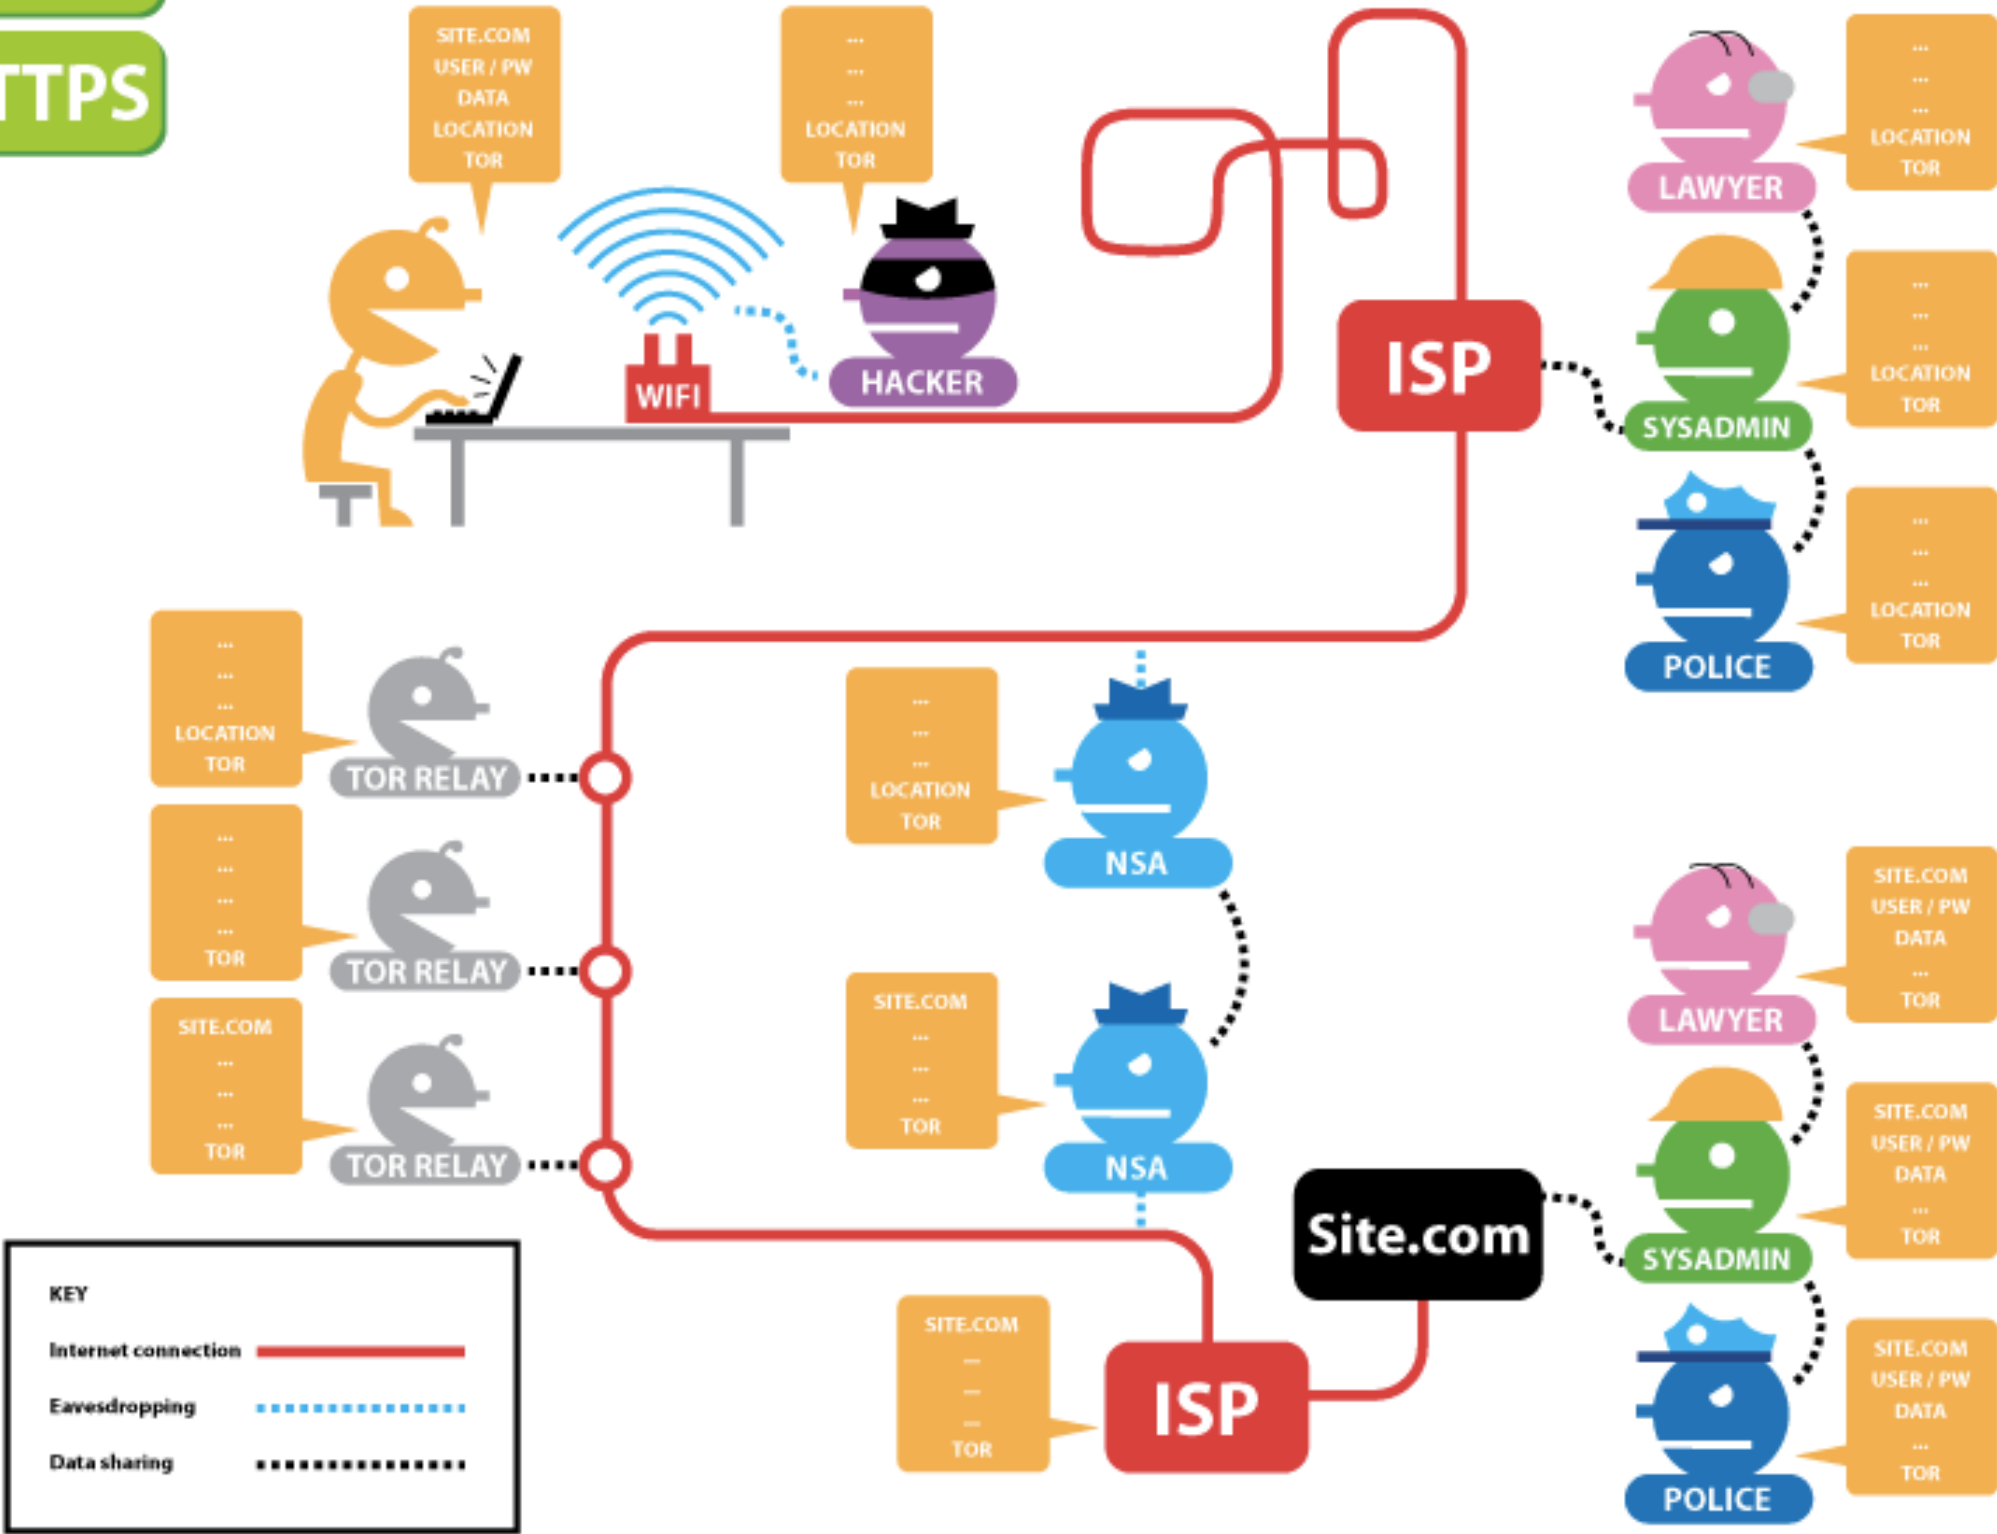 TTPS
SITE.COM
USER / PW
DATA
LOCATION
TOR
...
...
...
LOCATION
TOR
WIFI
HACKER
ISP
...
...
...
LOCATION
TOR
LAWYER
...
...
...
LOCATION
TOR
SYSADMIN
...
...
...
LOCATION
TOR
POLICE
...
...
...
LOCATION
TOR
TOR RELAY
...
...
...
...
TOR
TOR RELAY
SITE.COM
...
...
...
TOR
TOR RELAY
...
...
...
LOCATION
TOR
NSA
SITE.COM
...
...
...
TOR
NSA
Site.com
SITE.COM
...
...
...
TOR
ISP
SITE.COM
USER / PW
DATA
...
TOR
LAWYER
SITE.COM
USER / PW
DATA
...
TOR
SYSADMIN
SITE.COM
USER / PW
DATA
...
TOR
POLICE
KEY
Internet connection
Eavesdropping
Data sharing